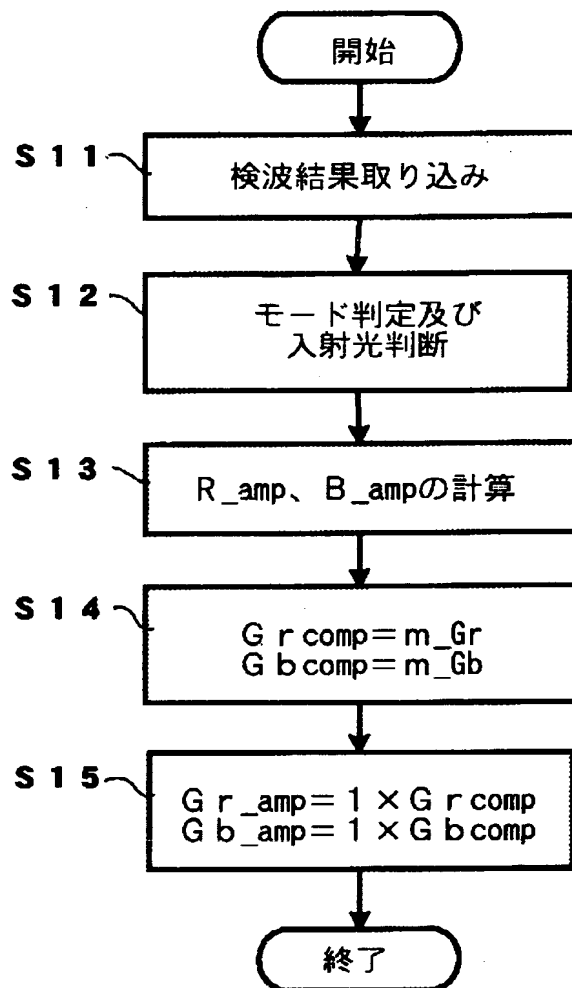 開始
S11
検波結果取り込み
S12
モード判定及び
入射光判断
S13
R_amp、B_ampの計算
S14
Grcomp=m_Gr
Gbcomp=m_Gb
S15
Gr_amp=1×Grcomp
Gb_amp=1×Gbcomp
終了